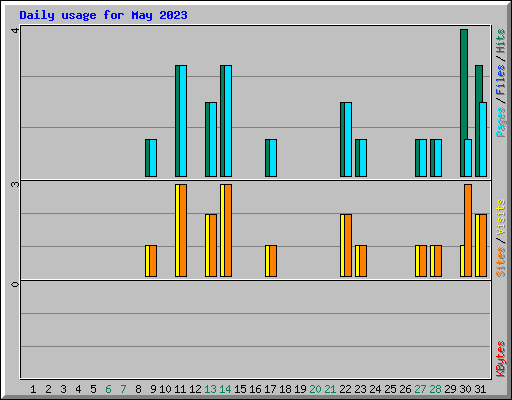 Daily usage for May 2023
4
Pages / Files / Hits
3
Sites / Visits
0
KBytes
1 2 3 4 5 6 7 8 9 10 11 12 13 14 15 16 17 18 19 20 21 22 23 24 25 26 27 28 29 30 31